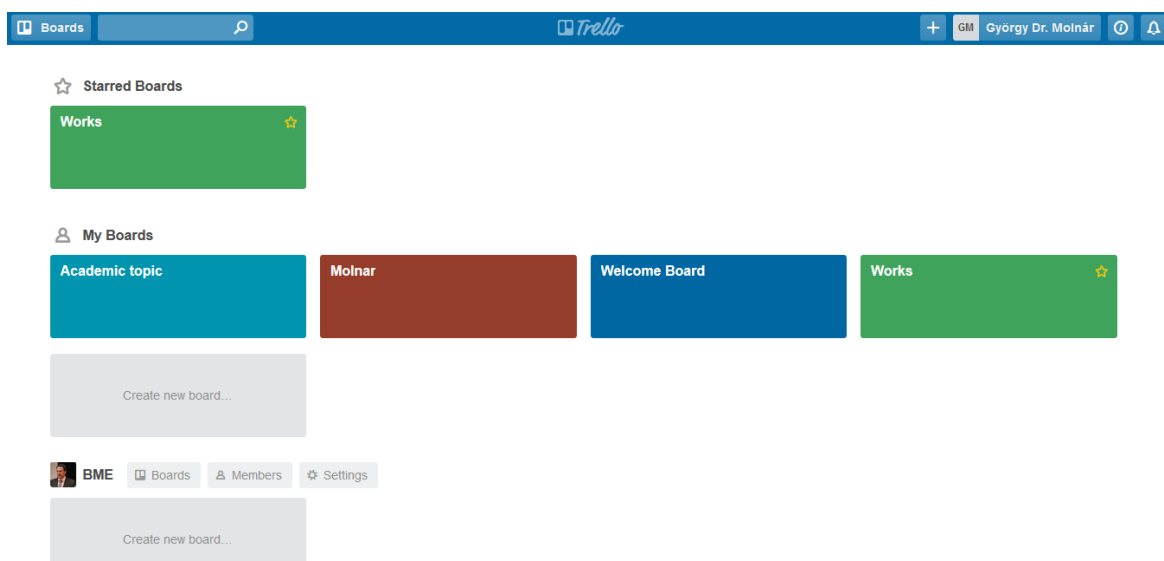 Boards Trello + GM György Dr. Molnár
Starred Boards
Works
My Boards
Academic topic Molnar Welcome Board Works
Create new board...
BME Boards Members Settings
Create new board...